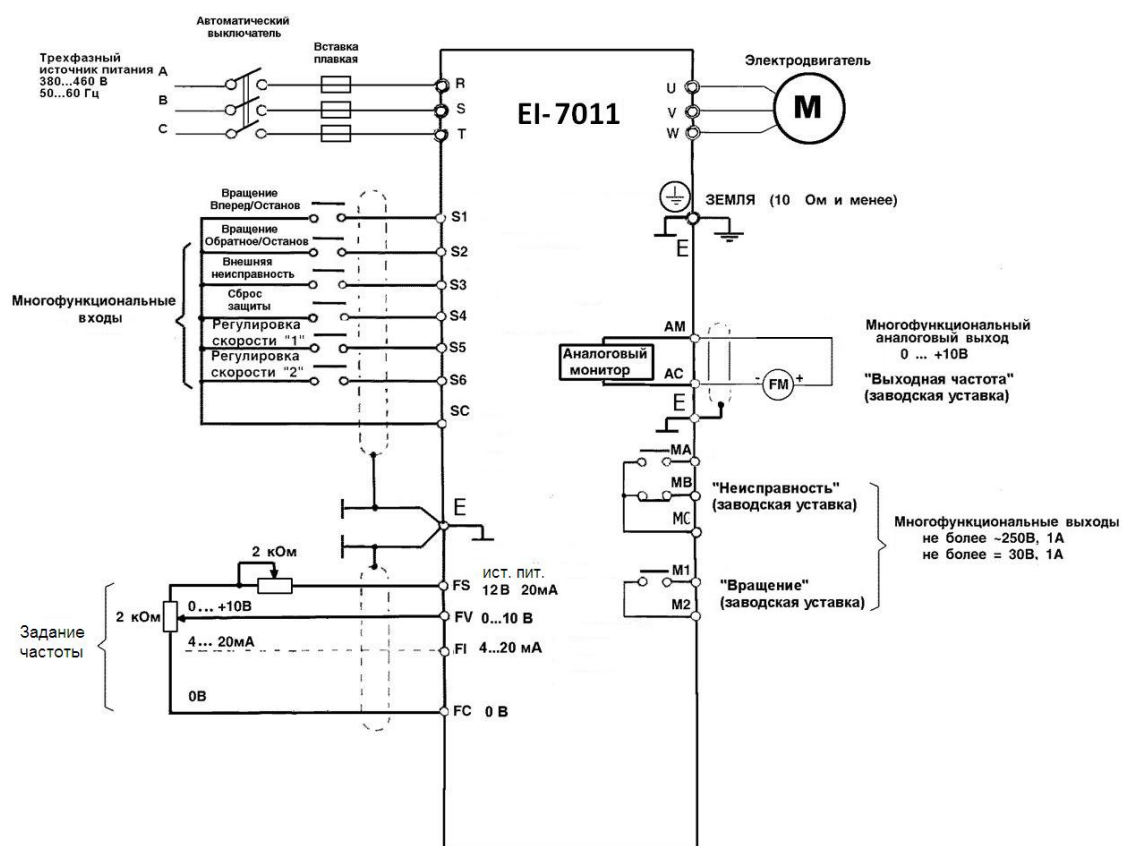 Автоматический
выключатель
Вставка
плавкая
Трехфазный
источник питания
380...460 В
50...60 Гц
A
B
C
R
S
T
EI-7011
U
V
W
Электродвигатель
M
ЗЕМЛЯ (10 Ом и менее)
E
Вращение
Вперед/Останов
S1
Вращение
Обратное/Останов
S2
Внешняя
неисправность
S3
Сброс
защиты
S4
Регулировка
скорости "1"
S5
Регулировка
скорости "2"
S6
SC
Многофункциональные
входы
AM
Аналоговый
монитор
AC
E
- FM +
Многофункциональный
аналоговый выход
0 ... +10В
"Выходная частота"
(заводская уставка)
MA
MB
MC
"Неисправность"
(заводская уставка)
M1
M2
"Вращение"
(заводская уставка)
Многофункциональные выходы
не более ~250В, 1А
не более = 30В, 1А
E
2 кОм
FS
ИСТ. ПИТ.
12 В 20мА
2 кОм
0... +10В
FV 0...10 В
4... 20мА
FI 4...20 мА
0В
FC 0 В
Задание
частоты